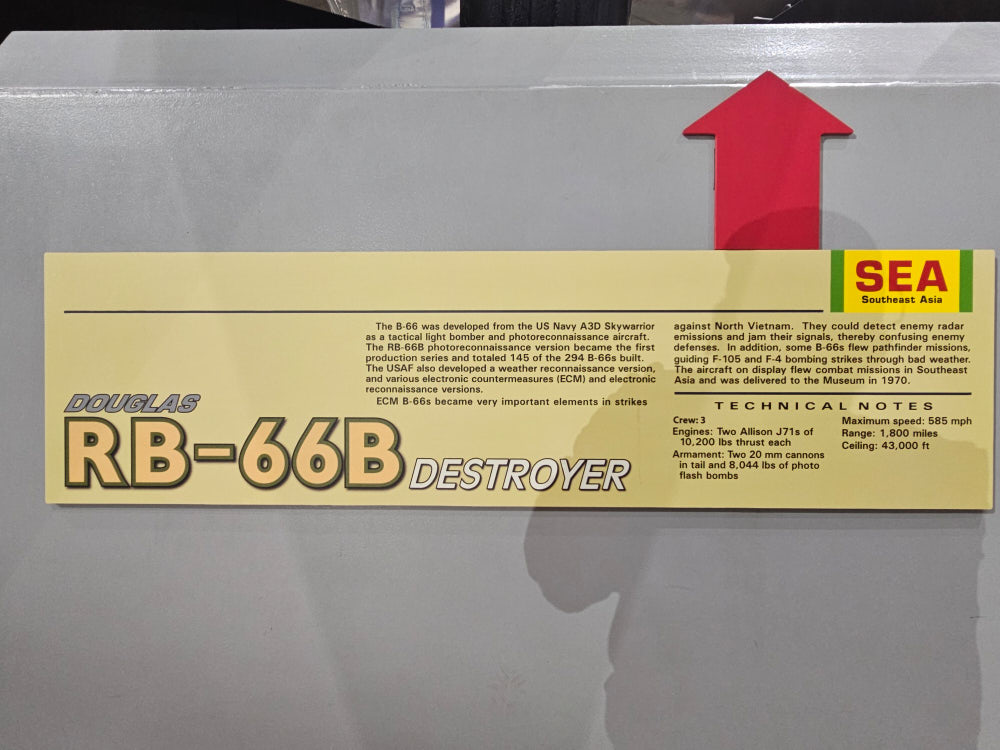 SEA
Southeast Asia
The B-66 was developed from the US Navy A3D Skywarrior
as a tactical light bomber and photoreconnaissance aircraft.
The RB-66B photoreconnaissance version became the first
production series and totaled 145 of the 294 B-66s built.
The USAF also developed a weather reconnaissance version,
and various electronic countermeasures (ECM) and electronic
reconnaissance versions.
ECM B-66s became very important elements in strikes
against North Vietnam. They could detect enemy radar
emissions and jam their signals, thereby confusing enemy
defenses. In addition, some B-66s flew pathfinder missions,
guiding F-105 and F-4 bombing strikes through bad weather.
The aircraft on display flew combat missions in Southeast
Asia and was delivered to the Museum in 1970.
DOUGLAS
RB-66B DESTROYER
TECHNICAL NOTES
Crew: 3
Engines: Two Allison J71s of
10,200 lbs thrust each
Armament: Two 20 mm cannons
in tail and 8,044 lbs of photo
flash bombs
Maximum speed: 585 mph
Range: 1,800 miles
Ceiling: 43,000 ft